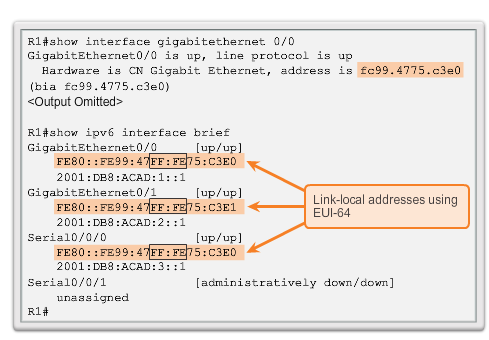 R1#show interface gigabitethernet 0/0
GigabitEthernet0/0 is up, line protocol is up
Hardware is CN Gigabit Ethernet, address is fc99.4775.c3e0
(bia fc99.4775.c3e0)
<Output Omitted>
R1#show ipv6 interface brief
GigabitEthernet0/0 [up/up]
FE80::FE99:47FF:FE75:C3E0
2001:DB8:ACAD:1::1
GigabitEthernet0/1 [up/up]
FE80::FE99:47FF:FE75:C3E1
2001:DB8:ACAD:2::1
Serial0/0/0 [up/up]
FE80::FE99:47FF:FE75:C3E0
2001:DB8:ACAD:3::1
Serial0/0/1 [administratively down/down]
unassigned
R1#
Link-local addresses using
EUI-64